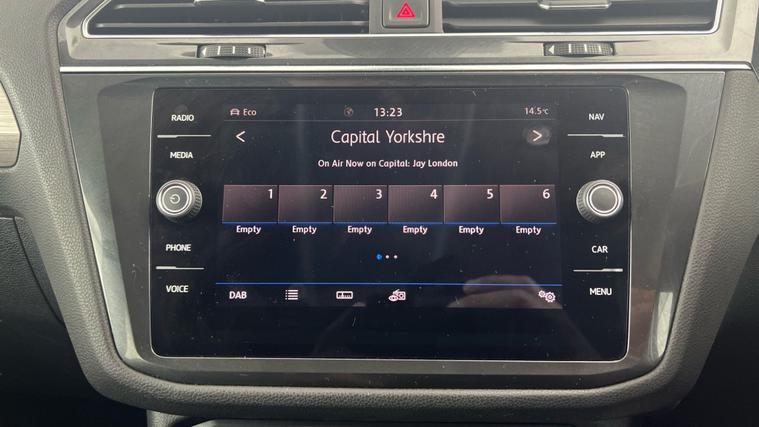 RADIO
MEDIA
PHONE
VOICE
Eco 13:23 14.5°C
< Capital Yorkshre >
On Air Now on Capital: Jay London
1 2 3 4 5 6
Empty Empty Empty Empty Empty Empty
DAB
NAV
APP
CAR
MENU